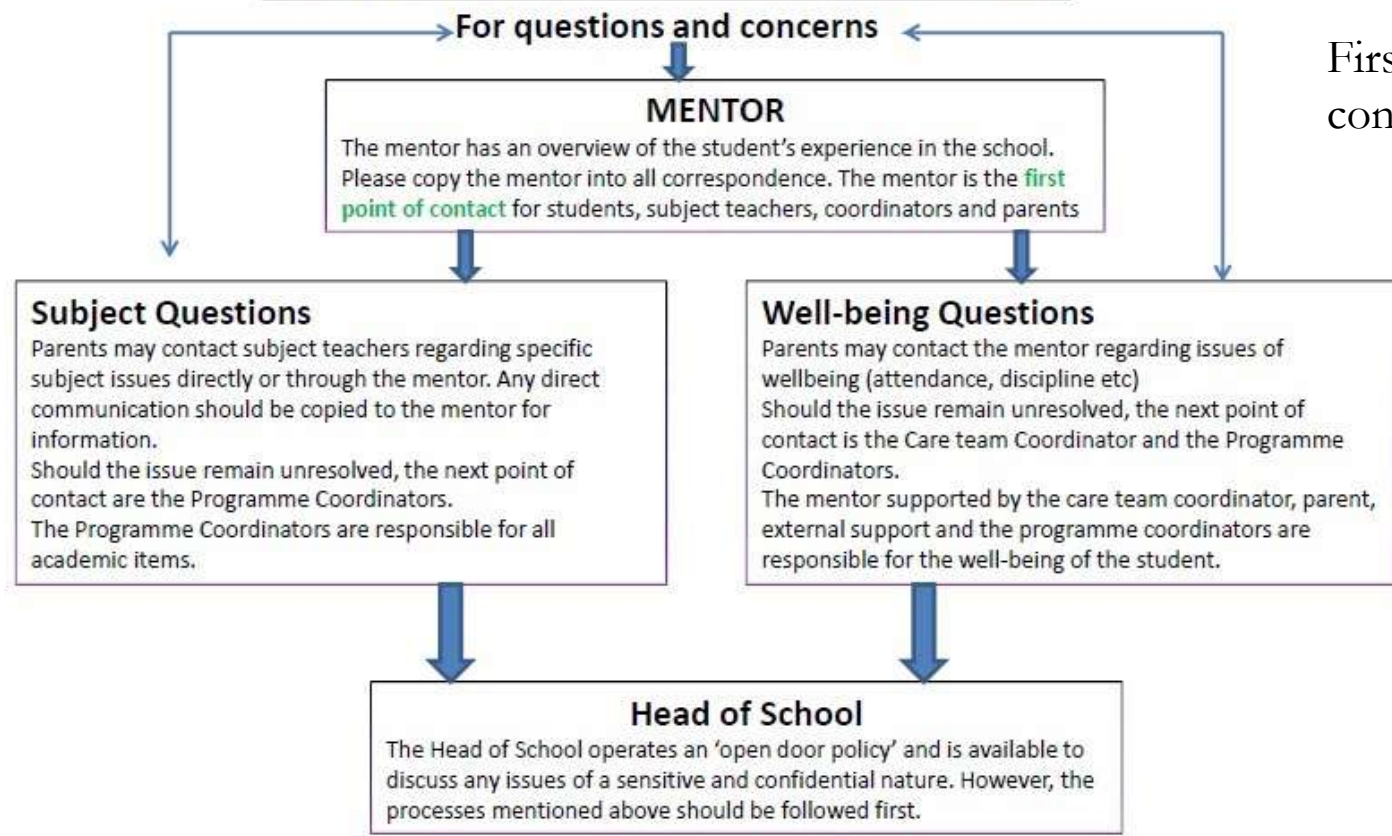 For questions and concerns
MENTOR
The mentor has an overview of the student's experience in the school.
Please copy the mentor into all correspondence. The mentor is the first
point of contact for students, subject teachers, coordinators and parents
Subject Questions
Parents may contact subject teachers regarding specific
subject issues directly or through the mentor. Any direct
communication should be copied to the mentor for
information.
Should the issue remain unresolved, the next point of
contact are the Programme Coordinators.
The Programme Coordinators are responsible for all
academic items.
Well-being Questions
Parents may contact the mentor regarding issues of
wellbeing (attendance, discipline etc)
Should the issue remain unresolved, the next point of
contact is the Care team Coordinator and the Programme
Coordinators.
The mentor supported by the care team coordinator, parent,
external support and the programme coordinators are
responsible for the well-being of the student.
Head of School
The Head of School operates an ‘open door policy’ and is available to
discuss any issues of a sensitive and confidential nature. However, the
processes mentioned above should be followed first.